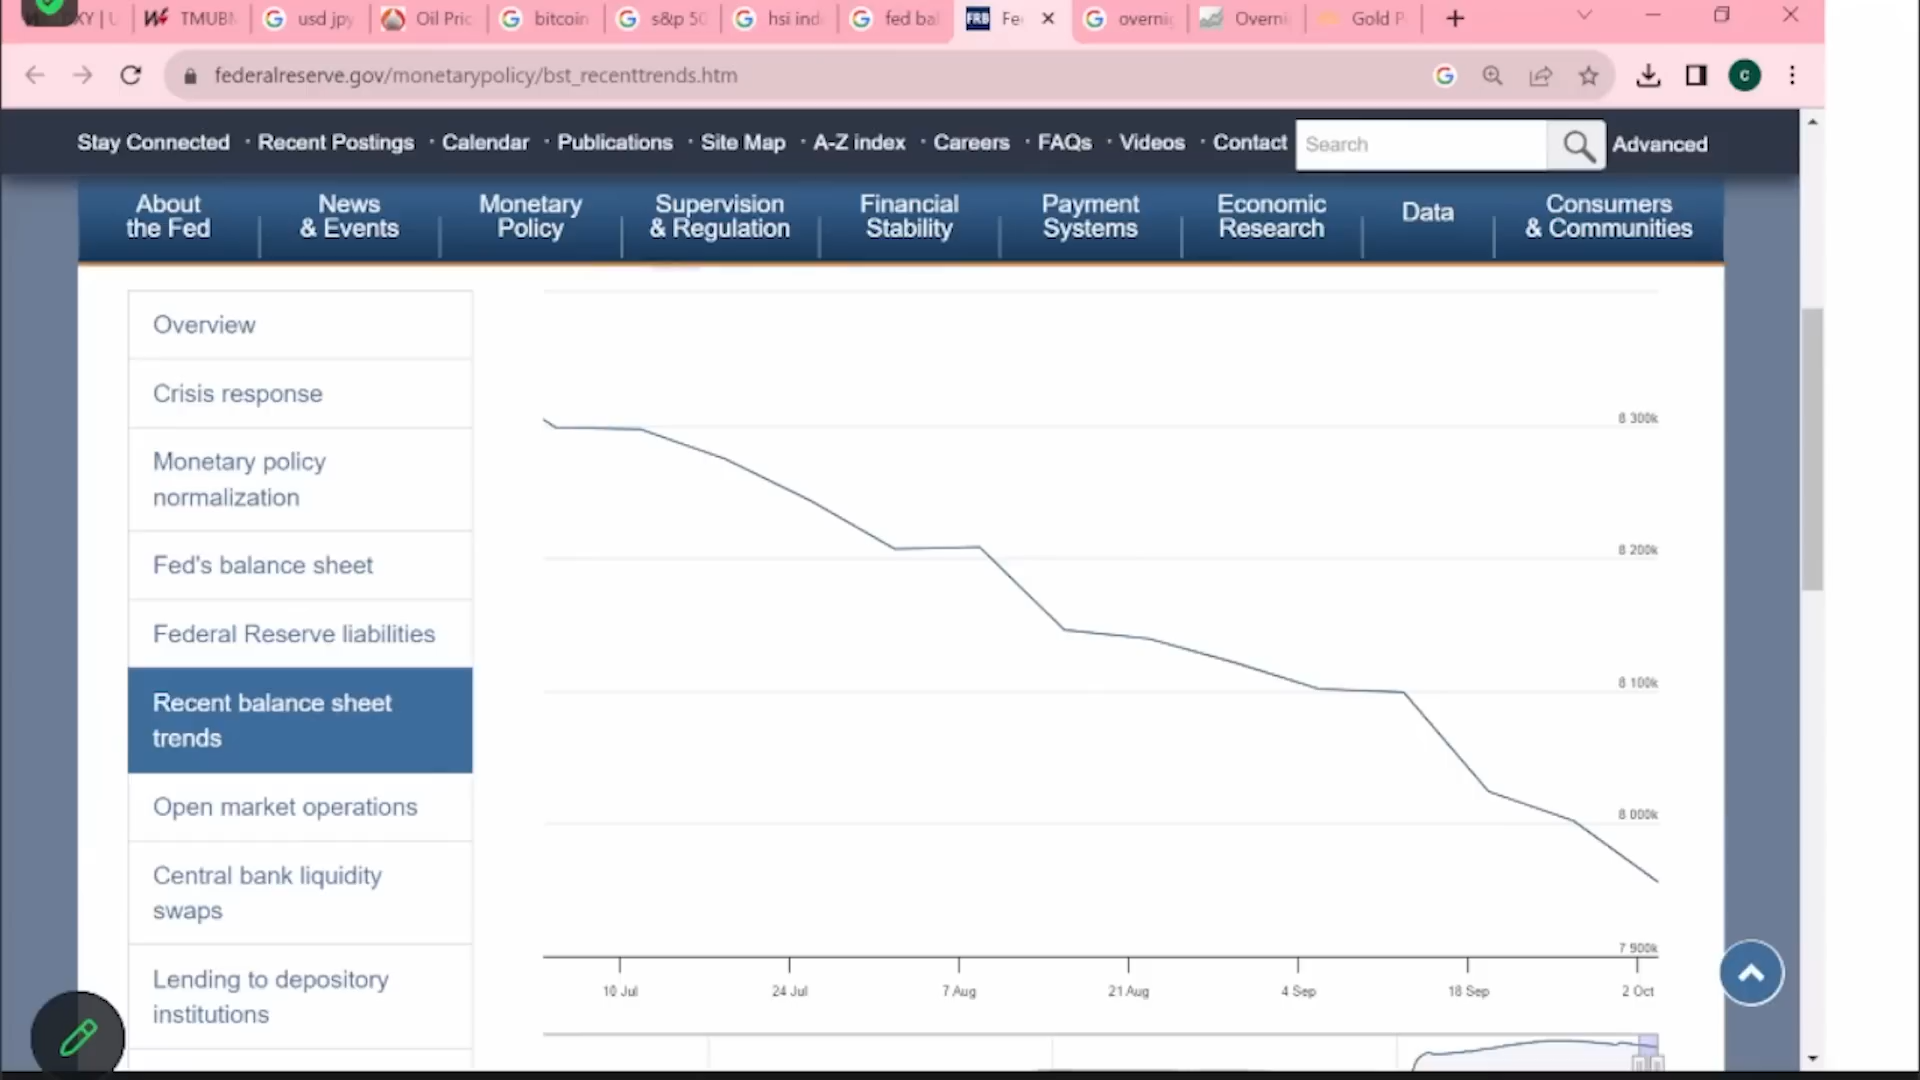 XY | U
TMUBM
usd jpy
Oil Pric
bitcoin
s&p 50
hsi ind
fed bal
FRB Fe
overnig
Overni
Gold P
federalreserve.gov/monetarypolicy/bst_recenttrends.htm
C
Stay Connected · Recent Postings · Calendar · Publications · Site Map · A-Z index · Careers · FAQs · Videos · Contact
Search
Advanced
About
the Fed
News
& Events
Monetary
Policy
Supervision
& Regulation
Financial
Stability
Payment
Systems
Economic
Research
Data
Consumers
& Communities
Overview
Crisis response
Monetary policy
normalization
Fed's balance sheet
Federal Reserve liabilities
Recent balance sheet
trends
Open market operations
Central bank liquidity
swaps
Lending to depository
institutions
8 300k
8 200k
8 100k
8 000k
7 900k
10 Jul
24 Jul
7 Aug
21 Aug
4 Sep
18 Sep
2 Oct